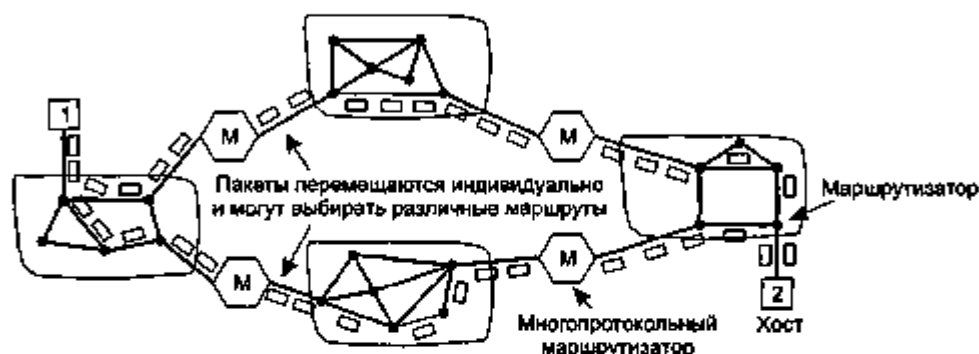 1
М
М
Пакеты перемещаются индивидуально
и могут выбирать различные маршруты
Маршрутизатор
М
М
2
Многопротокольный
маршрутизатор
Хост